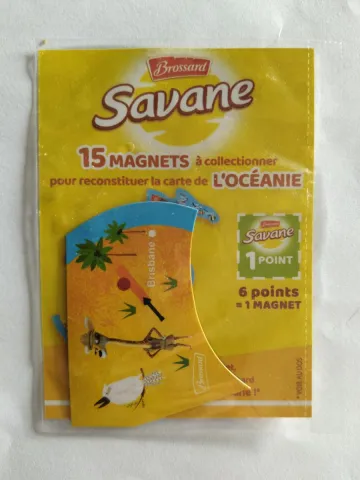 Brossard
Savane
15 MAGNETS à collectionner
pour reconstituer la carte de L'OCÉANIE
Brossard
Savane
1 POINT
6 points
= 1 MAGNET
Brisbane
Brossard